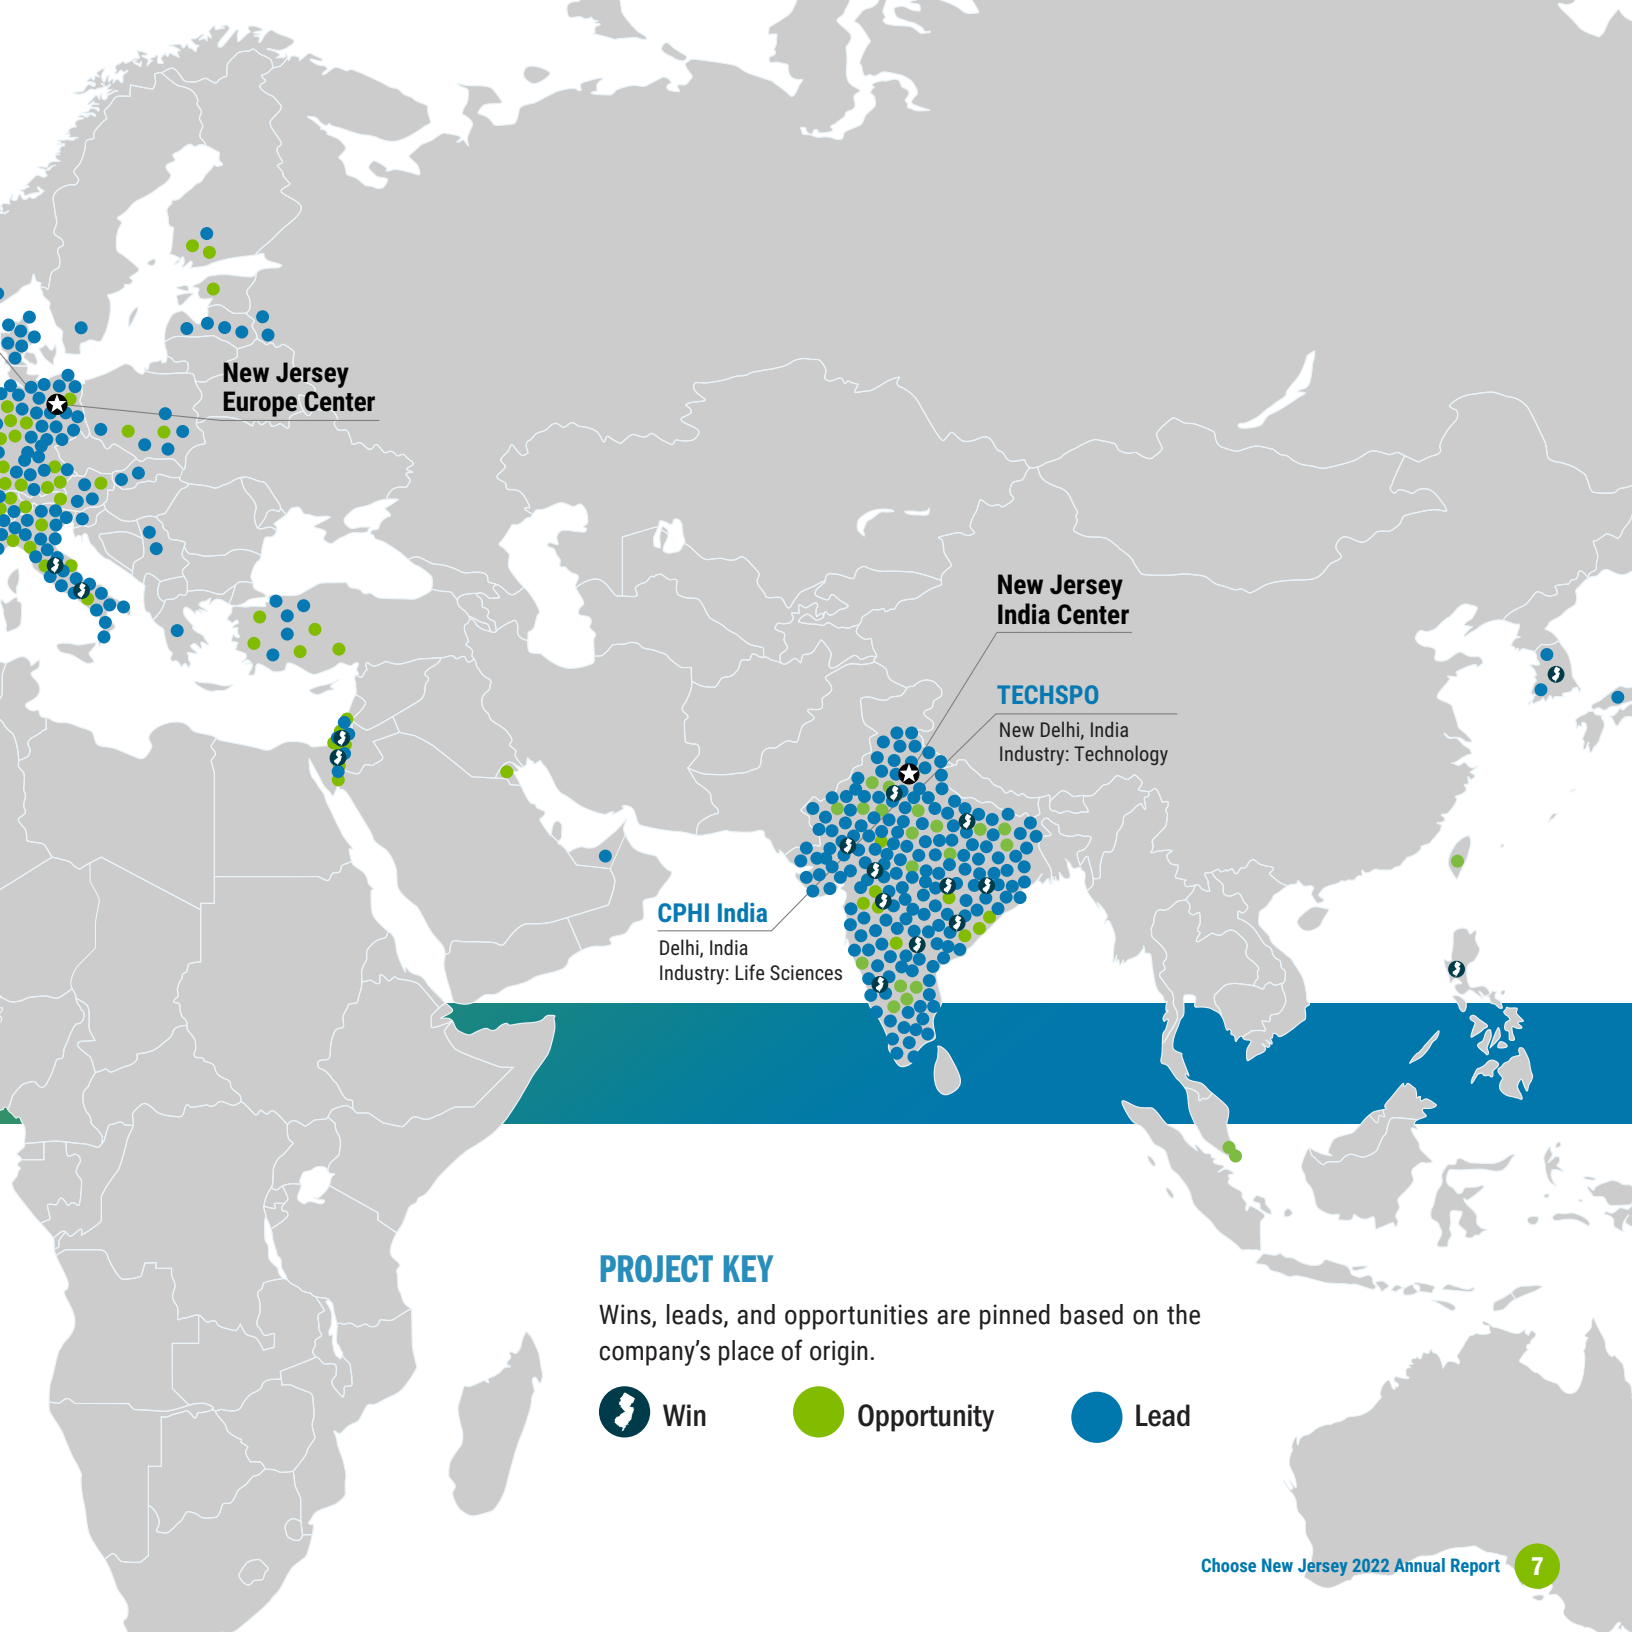 New Jersey
Europe Center
New Jersey
India Center
TECHSPO
New Delhi, India
Industry: Technology
CPHI India
Delhi, India
Industry: Life Sciences
PROJECT KEY
Wins, leads, and opportunities are pinned based on the
company’s place of origin.
Win
Opportunity
Lead
Choose New Jersey 2022 Annual Report
7